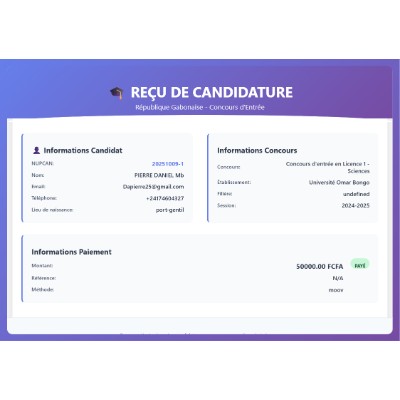 REÇU DE CANDIDATURE
République Gabonaise - Concours d'Entrée
Informations Candidat
NUPCAN: 20251009-1
Nom: PIERRE DANIEL Mb
Email: Dapierre25@gmail.com
Téléphone: +24174604327
Lieu de naissance: port-gentil
Informations Concours
Concours: Concours d'entrée en Licence 1 -
Sciences
Établissement: Université Omar Bongo
Filière: undefined
Session: 2024-2025
Informations Paiement
Montant: 50000.00 FCFA PAYÉ
Référence: N/A
Méthode: moov